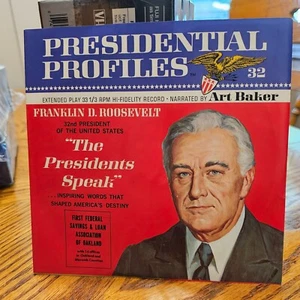 PRESIDENTIAL
PROFILES 32
EXTENDED PLAY 33 1/3 RPM HI-FIDELITY RECORD - NARRATED BY Art Baker
FRANKLIN D. ROOSEVELT
32nd PRESIDENT
OF THE UNITED STATES
"The
Presidents
Speak"
...INSPIRING WORDS THAT
SHAPED AMERICA'S DESTINY
FIRST FEDERAL
SAVINGS & LOAN
ASSOCIATION
OF OAKLAND